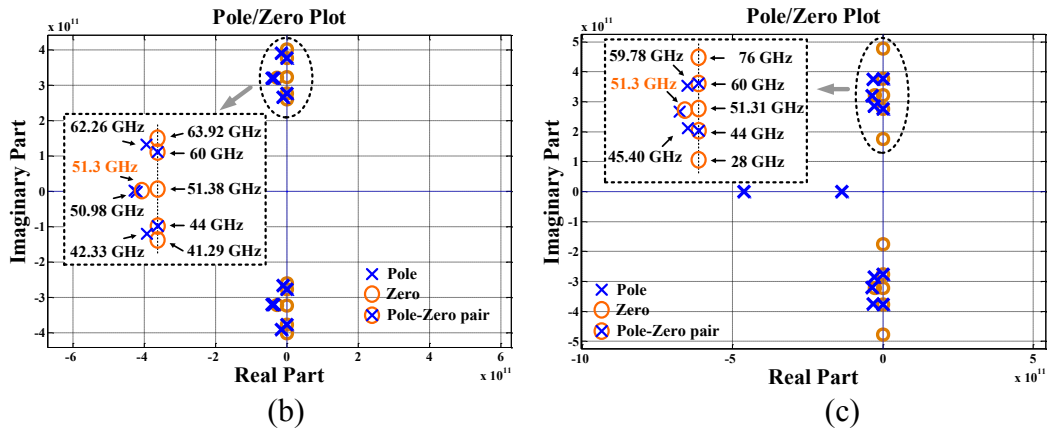 Pole/Zero Plot
x 10^11
Imaginary Part
4
3
2
1
0
-1
-2
-3
-4
62.26 GHz
63.92 GHz
60 GHz
51.3 GHz
51.38 GHz
50.98 GHz
44 GHz
42.33 GHz
41.29 GHz
Pole
Zero
Pole-Zero pair
-6
-4
-2
0
2
4
6
x 10^11
Real Part
(b)
Pole/Zero Plot
x 10^11
Imaginary Part
5
4
3
2
1
0
-1
-2
-3
-4
-5
59.78 GHz
76 GHz
51.3 GHz
60 GHz
51.31 GHz
44 GHz
45.40 GHz
28 GHz
Pole
Zero
Pole-Zero pair
-10
-5
0
5
x 10^11
Real Part
(c)